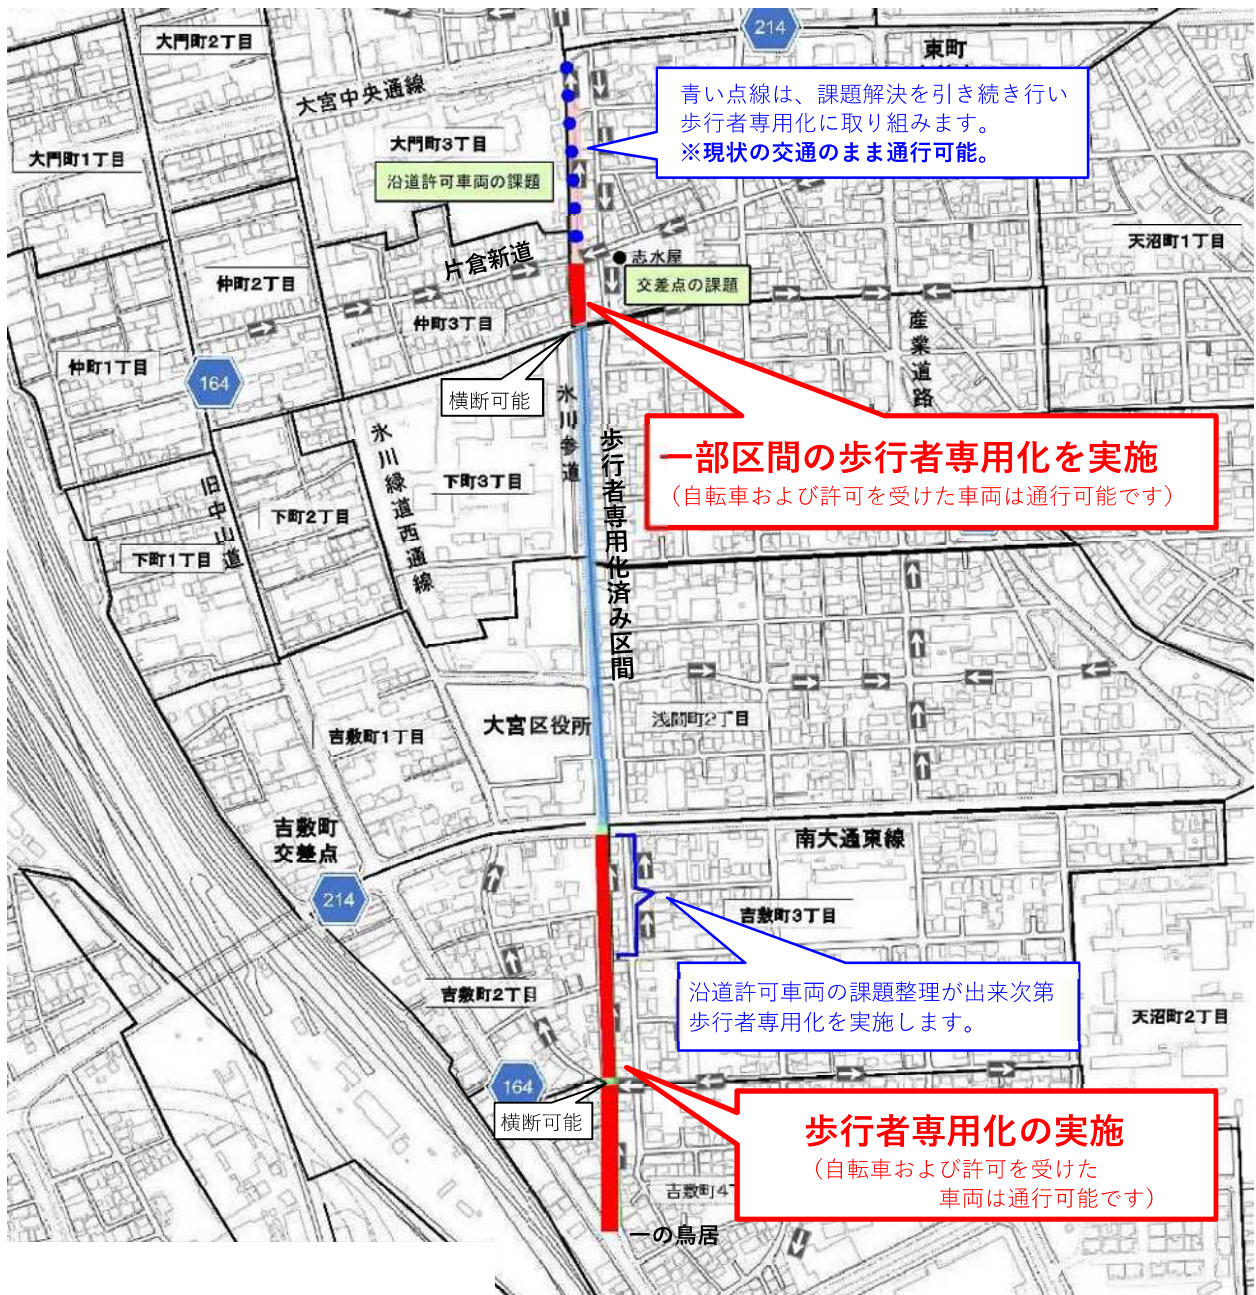 214
大門町2丁目
東町
大宮中央通線
青い点線は、課題解決を引き続き行い
歩行者専用化に取り組みます。
※現状の交通のまま通行可能。
大門町3丁目
大門町1丁目
沿道許可車両の課題
天沼町1丁目
片倉新道
志水屋
仲町2丁目
交差点の課題
仲町3丁目
産業道路
仲町1丁目
164
横断可能
氷川参道
氷川緑道西通線
歩行者専用化済み区間
一部区間の歩行者専用化を実施
(自転車および許可を受けた車両は通行可能です)
下町3丁目
旧中山道
下町2丁目
下町1丁目
大宮区役所
浅間町2丁目
吉敷町1丁目
吉敷町
交差点
南大通東線
214
吉敷町3丁目
吉敷町2丁目
沿道許可車両の課題整理が出来次第
歩行者専用化を実施します。
天沼町2丁目
164
横断可能
歩行者専用化の実施
(自転車および許可を受けた
車両は通行可能です)
吉敷町4
一の鳥居